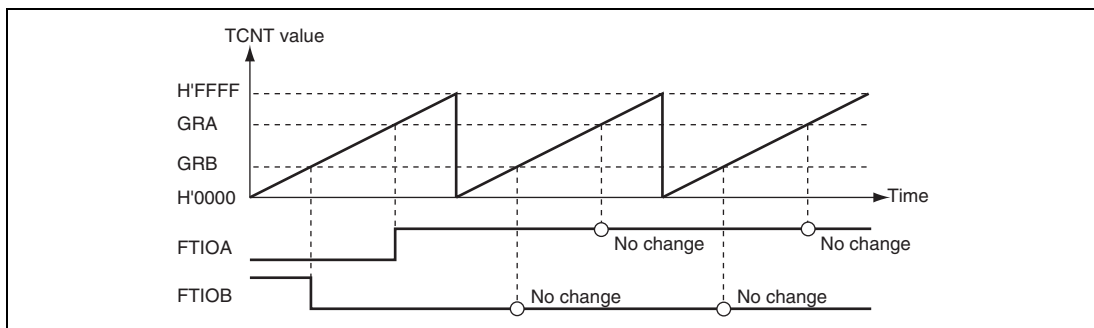 TCNT value
H'FFFF
GRA
GRB
H'0000
Time
FTIOA
No change
No change
FTIOB
No change
No change